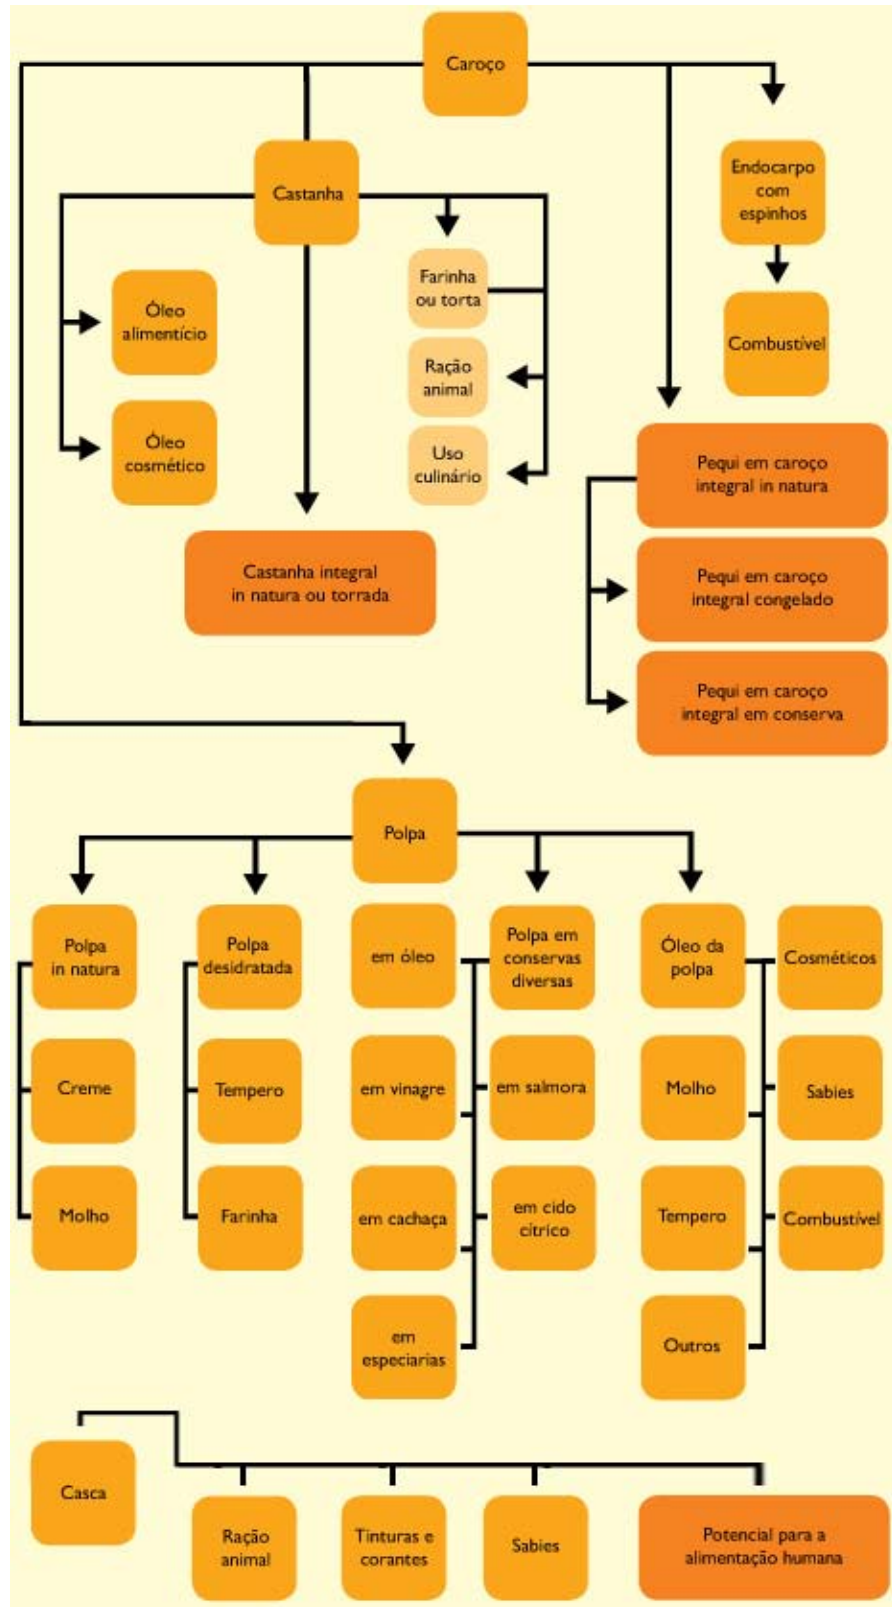 Caroço
Castanha
Endocarpo
com
espinhos
Farinha
ou torta
Óleo
alimentício
Combustível
Ração
animal
Óleo
cosmético
Uso
culinário
Pequi em caroço
integral in natura
Castanha integral
in natura ou torrada
Pequi em caroço
integral congelado
Pequi em caroço
integral em conserva
Polpa
Polpa
in natura
Polpa
desidratada
em óleo
Polpa em
conservas
diversas
Óleo da
polpa
Cosméticos
Creme
Tempero
em vinagre
em salmora
Molho
Sabies
Molho
Farinha
em cachaça
em cido
cítrico
Tempero
Combustível
em
especiarias
Outros
Casca
Ração
animal
Tinturas e
corantes
Sabies
Potencial para a
alimentação humana